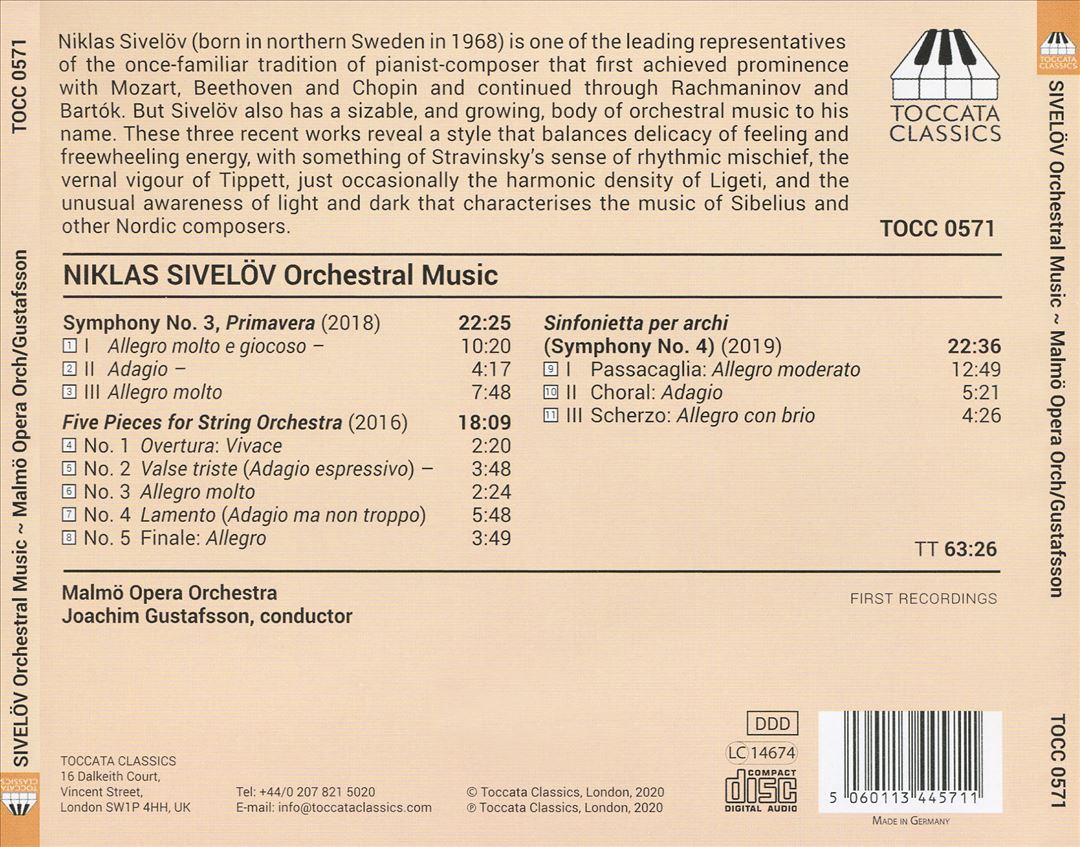 TOCC 0571
SIVELÖV Orchestral Music ~ Malmö Opera Orch/Gustafsson
TOCCATA
CLASSICS
Niklas Sivelöv (born in northern Sweden in 1968) is one of the leading representatives
of the once-familiar tradition of pianist-composer that first achieved prominence
with Mozart, Beethoven and Chopin and continued through Rachmaninov and
Bartók. But Sivelöv also has a sizable, and growing, body of orchestral music to his
name. These three recent works reveal a style that balances delicacy of feeling and
freewheeling energy, with something of Stravinsky's sense of rhythmic mischief, the
vernal vigour of Tippett, just occasionally the harmonic density of Ligeti, and the
unusual awareness of light and dark that characterises the music of Sibelius and
other Nordic composers.
TOCCATA
CLASSICS
TOCC 0571
NIKLAS SIVELÖV Orchestral Music
Symphony No. 3, Primavera (2018) 22:25
1 I Allegro molto e giocoso – 10:20
2 II Adagio – 4:17
3 III Allegro molto 7:48
Five Pieces for String Orchestra (2016) 18:09
4 No. 1 Overtura: Vivace 2:20
5 No. 2 Valse triste (Adagio espressivo) – 3:48
6 No. 3 Allegro molto 2:24
7 No. 4 Lamento (Adagio ma non troppo) 5:48
8 No. 5 Finale: Allegro 3:49
Sinfonietta per archi
(Symphony No. 4) (2019) 22:36
9 I Passacaglia: Allegro moderato 12:49
10 II Choral: Adagio 5:21
11 III Scherzo: Allegro con brio 4:26
TT 63:26
Malmö Opera Orchestra
Joachim Gustafsson, conductor
FIRST RECORDINGS
TOCCATA CLASSICS
16 Dalkeith Court,
Vincent Street,
London SW1P 4HH, UK
Tel: +44/0 207 821 5020
E-mail: info@toccataclassics.com
© Toccata Classics, London, 2020
℗ Toccata Classics, London, 2020
DDD
LC 14674
COMPACT
disc
DIGITAL AUDIO
5 060113 445711
MADE IN GERMANY
TOCCATA
CLASSICS
SIVELÖV Orchestral Music ~ Malmö Opera Orch/Gustafsson
TOCC 0571